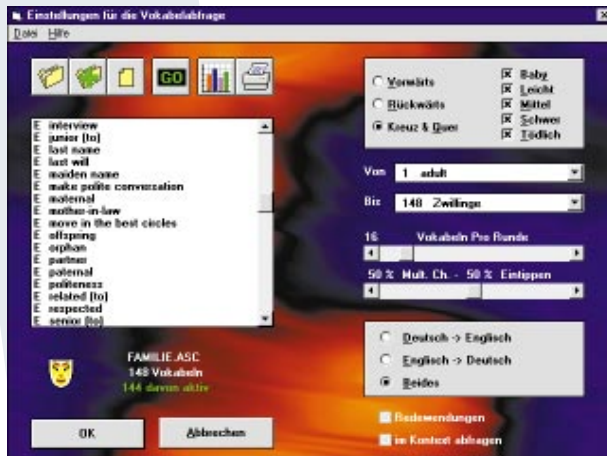 Einstellungen für die Vokabelabfrage
Datei Hilfe
GO
E interview
E junior (to)
E last name
E last will
E maiden name
E make polite conversation
E maternal
E mother-in-law
E move in the best circles
E offspring
E orphan
E partner
E paternal
E politeness
E related (to)
E respected
E senior (to)
FAMILIE.ASC
148 Vokabeln
144 davon aktiv
OK
Abbrechen
Vorwärts
Rückwärts
Kreuz & Quer
Baby
Leicht
Mittel
Schwer
Tödlich
Von 1 adult
Bis 148 Zwillinge
16 Vokabeln Pro Runde
50 % Mult. Ch. - 50 % Eintippen
Deutsch -> Englisch
Englisch -> Deutsch
Beides
Redewendungen
im Kontext abfragen